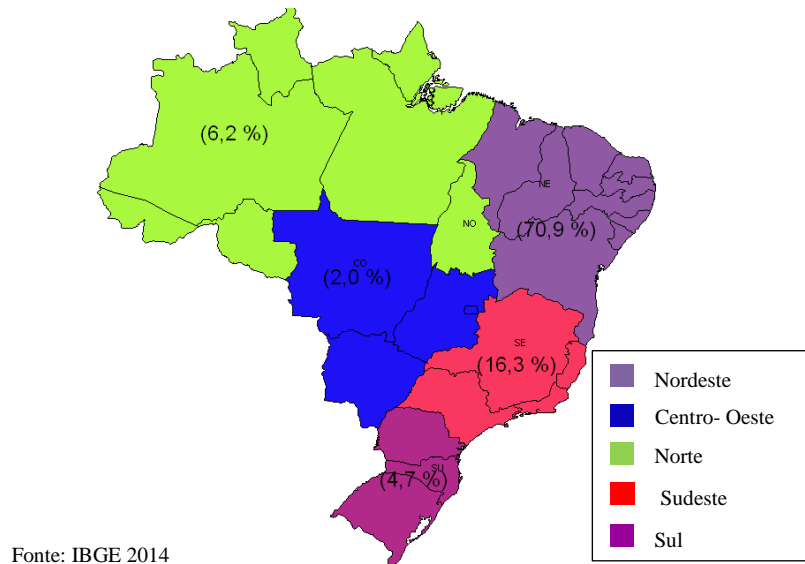 (6,2 %)
NE
NO
(70,9 %)
CO
(2,0 %)
SE
(16,3 %)
SU
(4,7 %)
Nordeste
Centro- Oeste
Norte
Sudeste
Sul
Fonte: IBGE 2014